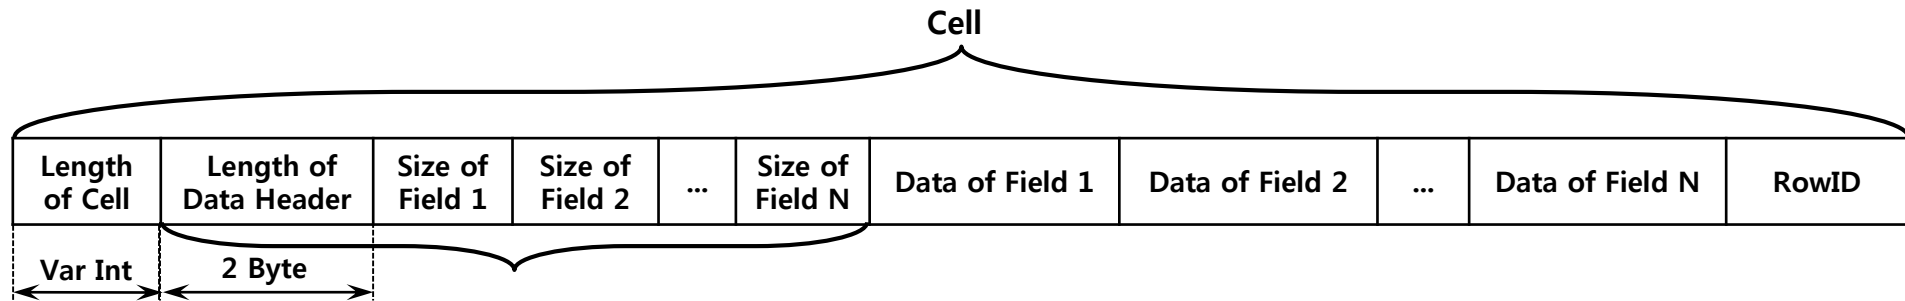 Cell
Length
of Cell
Length of
Data Header
Size of
Field 1
Size of
Field 2
...
Size of
Field N
Data of Field 1
Data of Field 2
...
Data of Field N
RowID
Var Int
2 Byte